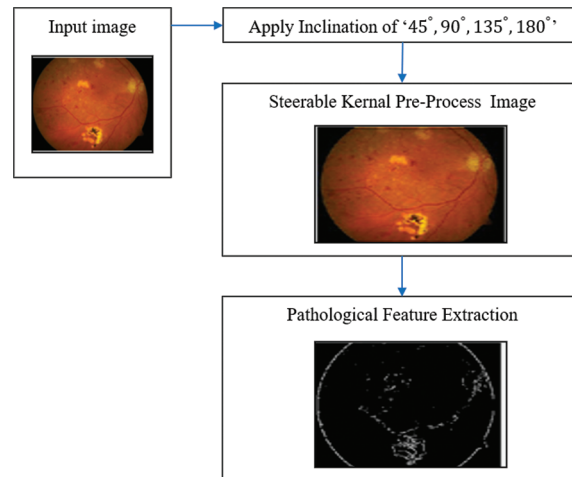 Input image
Apply Inclination of ‘45°, 90°, 135°, 180°’
Steerable Kernal Pre-Process Image
Pathological Feature Extraction